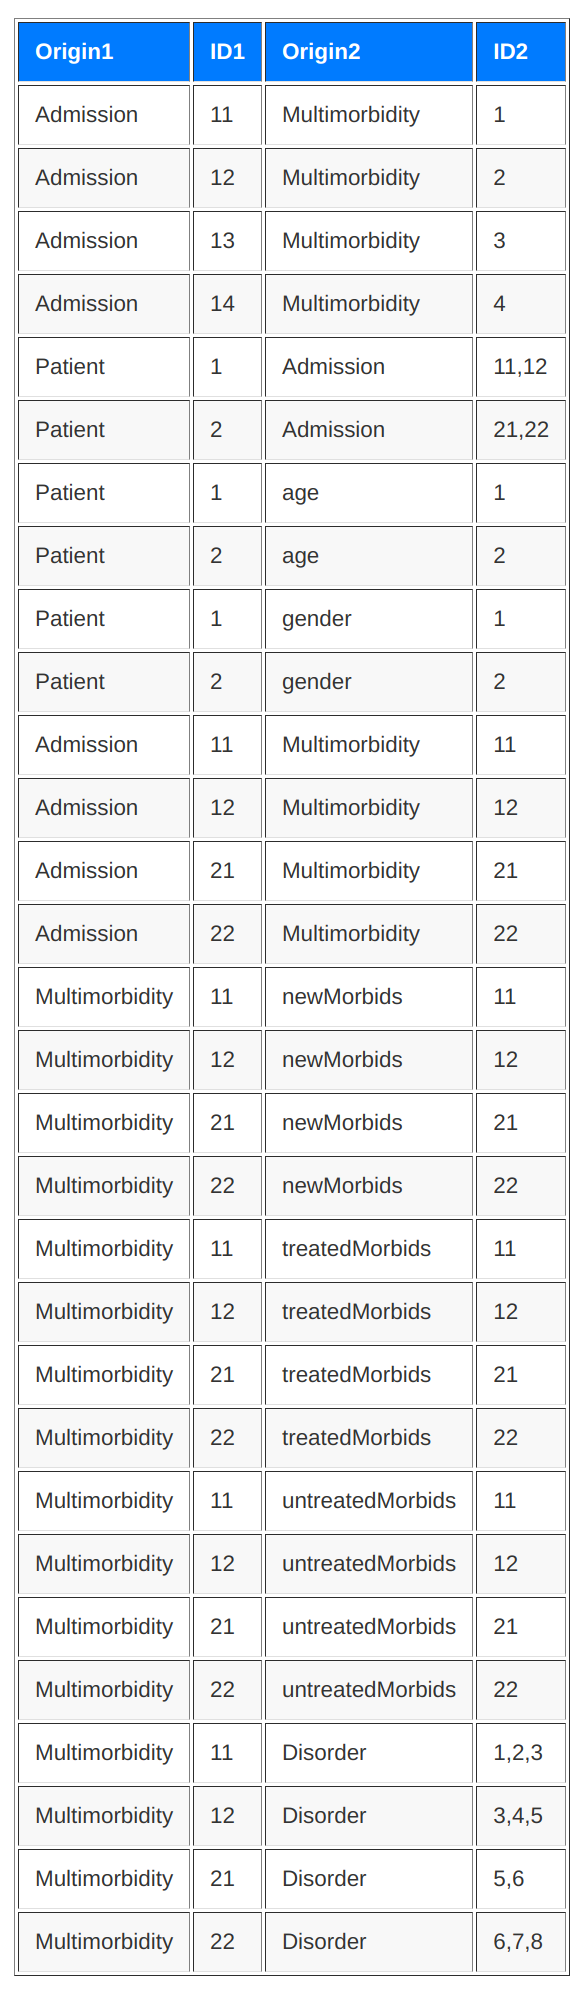 Origin1 ID1 Origin2 ID2
Admission 11 Multimorbidity 1
Admission 12 Multimorbidity 2
Admission 13 Multimorbidity 3
Admission 14 Multimorbidity 4
Patient 1 Admission 11,12
Patient 2 Admission 21,22
Patient 1 age 1
Patient 2 age 2
Patient 1 gender 1
Patient 2 gender 2
Admission 11 Multimorbidity 11
Admission 12 Multimorbidity 12
Admission 21 Multimorbidity 21
Admission 22 Multimorbidity 22
Multimorbidity 11 newMorbids 11
Multimorbidity 12 newMorbids 12
Multimorbidity 21 newMorbids 21
Multimorbidity 22 newMorbids 22
Multimorbidity 11 treatedMorbids 11
Multimorbidity 12 treatedMorbids 12
Multimorbidity 21 treatedMorbids 21
Multimorbidity 22 treatedMorbids 22
Multimorbidity 11 untreatedMorbids 11
Multimorbidity 12 untreatedMorbids 12
Multimorbidity 21 untreatedMorbids 21
Multimorbidity 22 untreatedMorbids 22
Multimorbidity 11 Disorder 1,2,3
Multimorbidity 12 Disorder 3,4,5
Multimorbidity 21 Disorder 5,6
Multimorbidity 22 Disorder 6,7,8